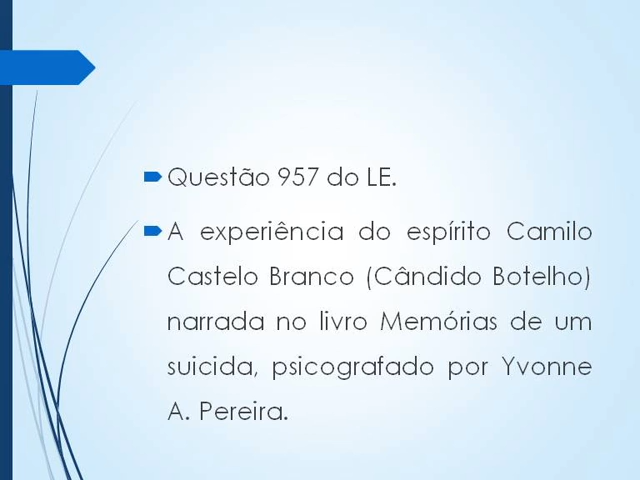 Questão 957 do LE.
A experiência do espírito Camilo
Castelo Branco (Cândido Botelho)
narrada no livro Memórias de um
suicida, psicografado por Yvonne
A. Pereira.